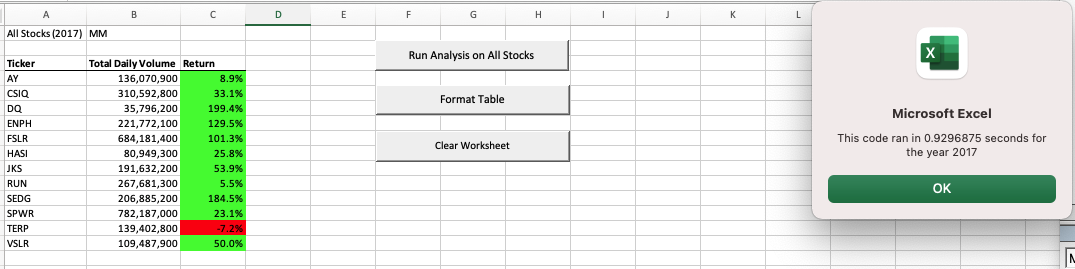 A B C D E F G H I J K L
All Stocks (2017) MM
Ticker Total Daily Volume Return
AY 136,070,900 8.9%
CSIQ 310,592,800 33.1%
DQ 35,796,200 199.4%
ENPH 221,772,100 129.5%
FSLR 684,181,400 101.3%
HASI 80,949,300 25.8%
JKS 191,632,200 53.9%
RUN 267,681,300 5.5%
SEDG 206,885,200 184.5%
SPWR 782,187,000 23.1%
TERP 139,402,800 -7.2%
VSLR 109,487,900 50.0%
Run Analysis on All Stocks
Format Table
Clear Worksheet
X
Microsoft Excel
This code ran in 0.9296875 seconds for
the year 2017
OK